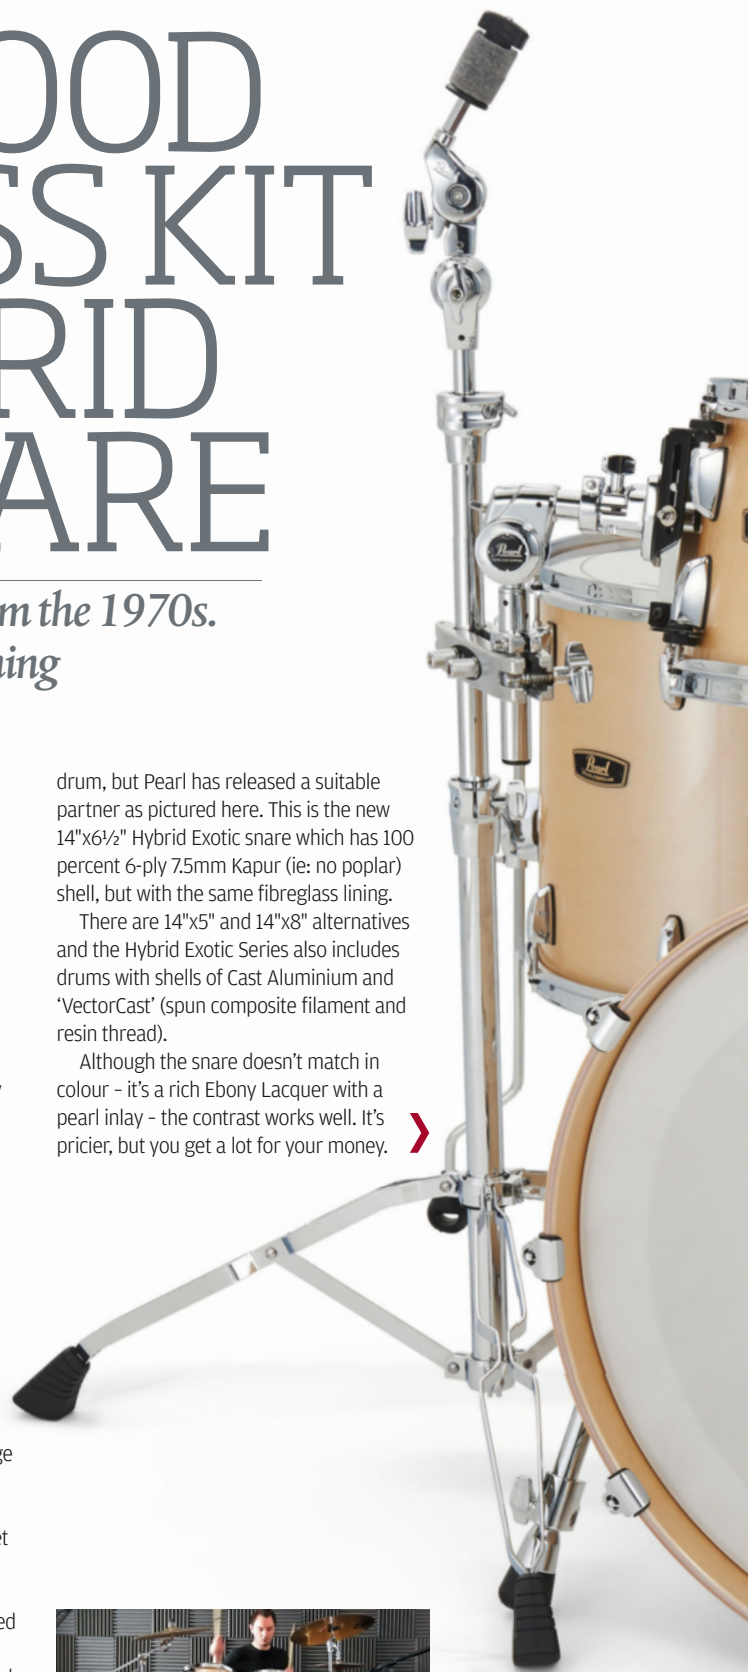 OOD
SS KIT
RID
ARE
m the 1970s.
ning
drum, but Pearl has released a suitable
partner as pictured here. This is the new
14"x6½" Hybrid Exotic snare which has 100
percent 6-ply 7.5mm Kapur (ie: no poplar)
shell, but with the same fibreglass lining.
There are 14"x5" and 14"x8" alternatives
and the Hybrid Exotic Series also includes
drums with shells of Cast Aluminium and
‘VectorCast’ (spun composite filament and
resin thread).
Although the snare doesn’t match in
colour – it’s a rich Ebony Lacquer with a
pearl inlay – the contrast works well. It’s
pricier, but you get a lot for your money.
ge
et
ed
Pearl
Pearl